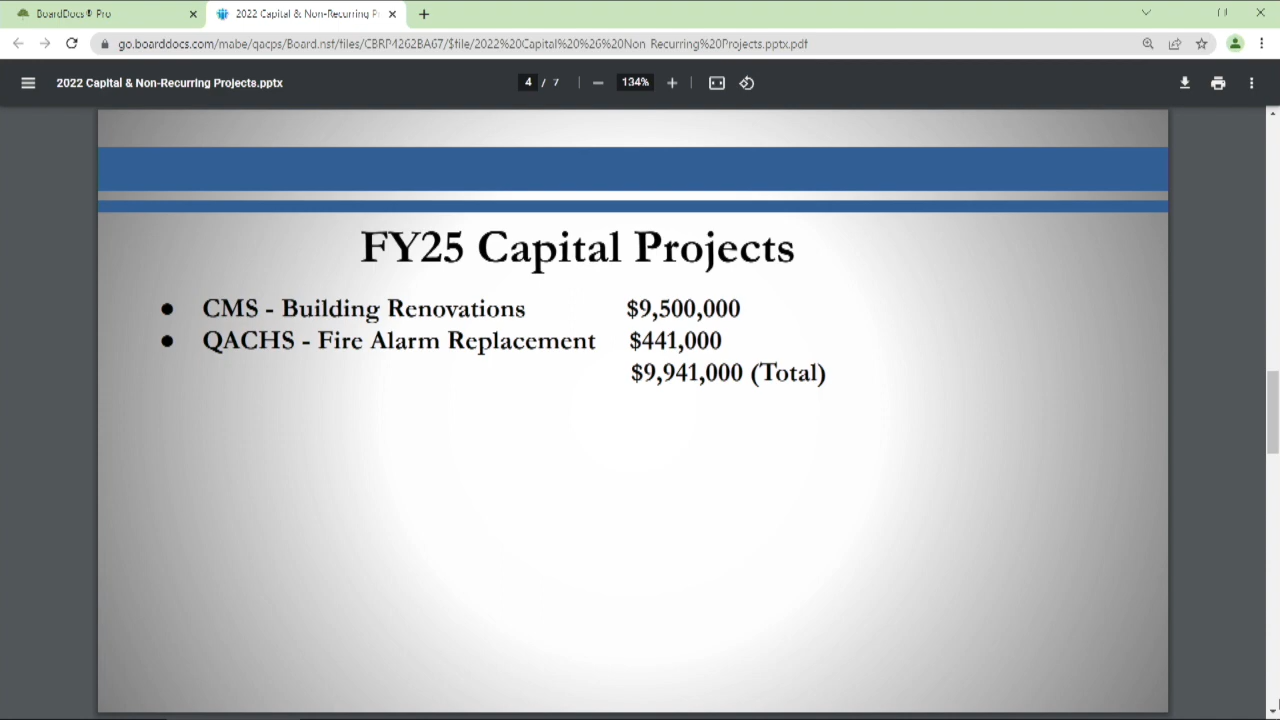 BoardDocs® Pro
2022 Capital & Non-Recurring Pr
go.boarddocs.com/mabe/qacps/Board.nsf/files/CBRP4262BA67/$file/2022%20Capital%20%26%20Non Recurring%20Projects.pptx.pdf
2022 Capital & Non-Recurring Projects.pptx
4 / 7
134%
FY25 Capital Projects
● CMS - Building Renovations $9,500,000
● QACHS - Fire Alarm Replacement $441,000
$9,941,000 (Total)